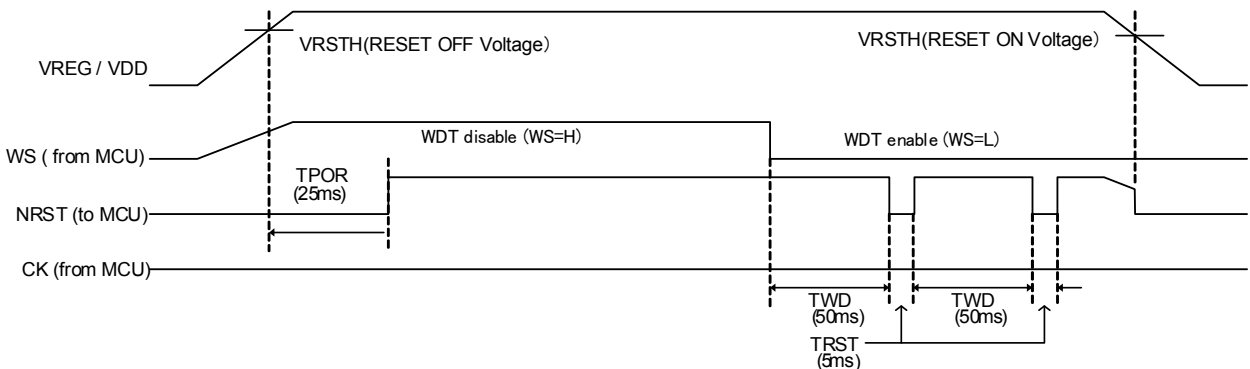 VRSTH(RESET OFF Voltage)
VRSTH(RESET ON Voltage)
VREG / VDD
WDT disable (WS=H)
WDT enable (WS=L)
WS ( from MCU)
TPOR
(25ms)
NRST (to MCU)
CK (from MCU)
TWD
(50ms)
TWD
(50ms)
TRST
(5ms)